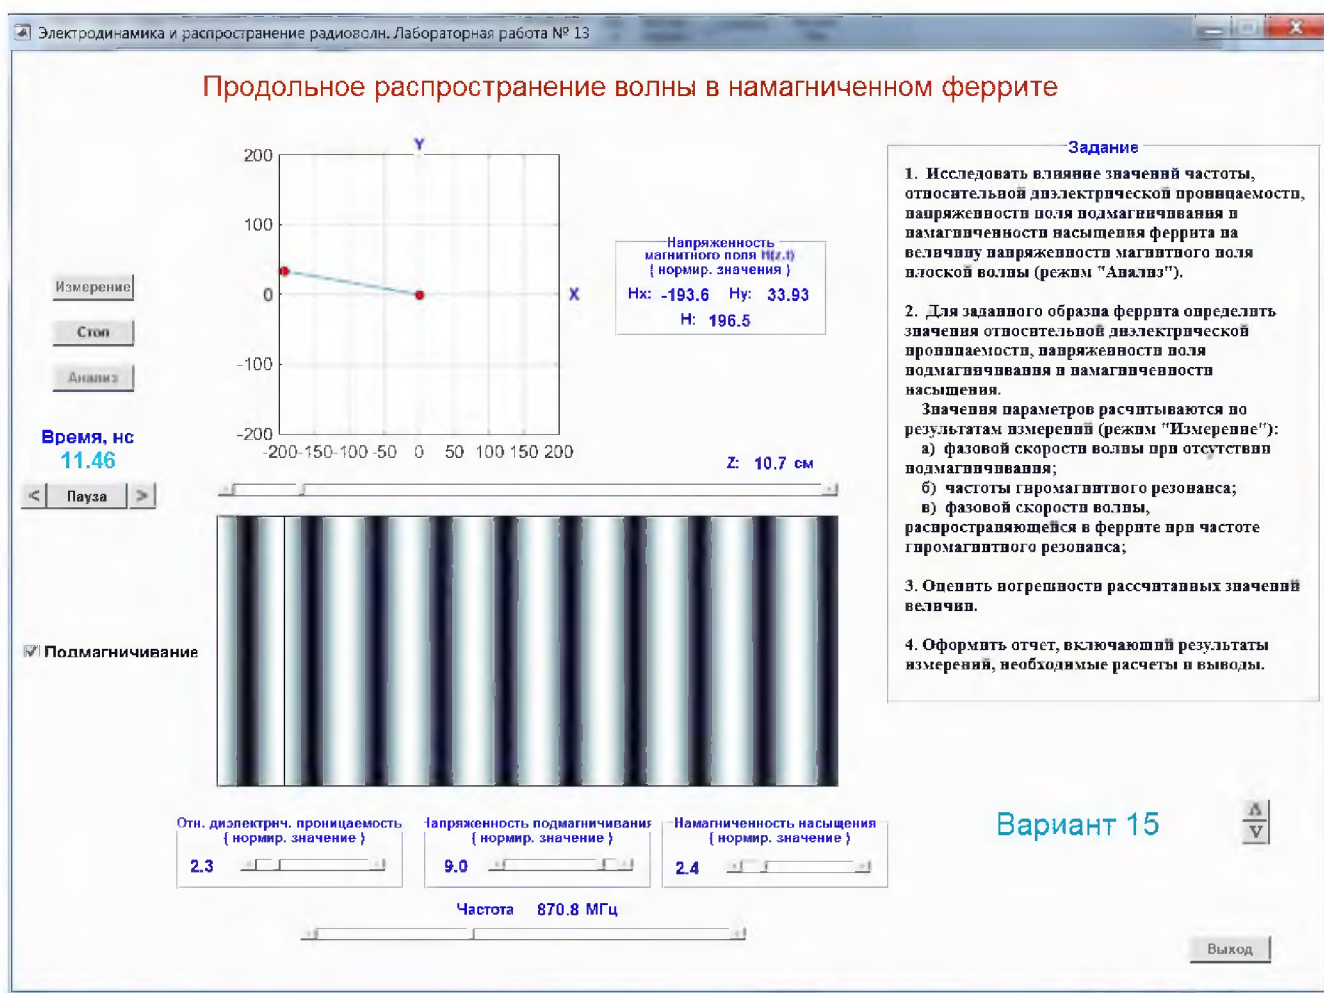 Электродинамика и распространение радиоволн. Лабораторная работа № 13
Продольное распространение волны в намагниченном феррите
Y
200
100
0
-100
-200
-200 -150 -100 -50 0 50 100 150 200
X
Напряженность
магнитного поля H(z,t)
( нормир. значения )
Hx: -193.6 Hy: 33.93
H: 196.5
Измерение
Стоп
Анализ
Время, нс
11.46
< Пауза >
Z: 10.7 см
Подмагничивание
Отн. диэлектрич. проницаемость
( нормир. значение )
2.3
Напряженность подмагничивания
( нормир. значение )
9.0
Намагниченность насыщения
( нормир. значение )
2.4
Частота 870.8 МГц
Задание
1. Исследовать влияние значений частоты,
относительной диэлектрической проницаемости,
напряженности поля подмагничивания и
намагниченности насыщения феррита на
величину напряженности магнитного поля
плоской волны (режим "Анализ").
2. Для заданного образца феррита определить
значения относительной диэлектрической
проницаемости, напряженности поля
подмагничивания и намагниченности
насыщения.
Значения параметров расчитываются по
результатам измерений (режим "Измерение"):
а) фазовой скорости волны при отсутствии
подмагничивания;
б) частоты гиромагнитного резонанса;
в) фазовой скорости волны,
распространяющейся в феррите при частоте
гиромагнитного резонанса;
3. Оценить погрешности рассчитанных значений
величин.
4. Оформить отчет, включающий результаты
измерений, необходимые расчеты и выводы.
Вариант 15
Λ
V
Выход